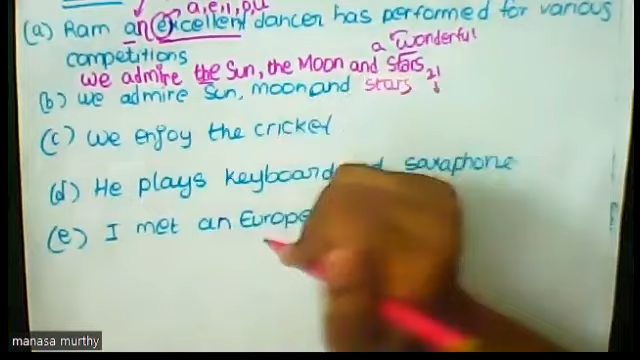 a,e,i,o,u
(a) Ram an excellent dancer has performed for various
a wonderful
competitions
we admire the Sun, the Moon and stars
(b) we admire Sun, moon and stars
(c) we enjoy the cricket
(d) He plays keyboard saxaphone
(e) I met an
manasa murthy